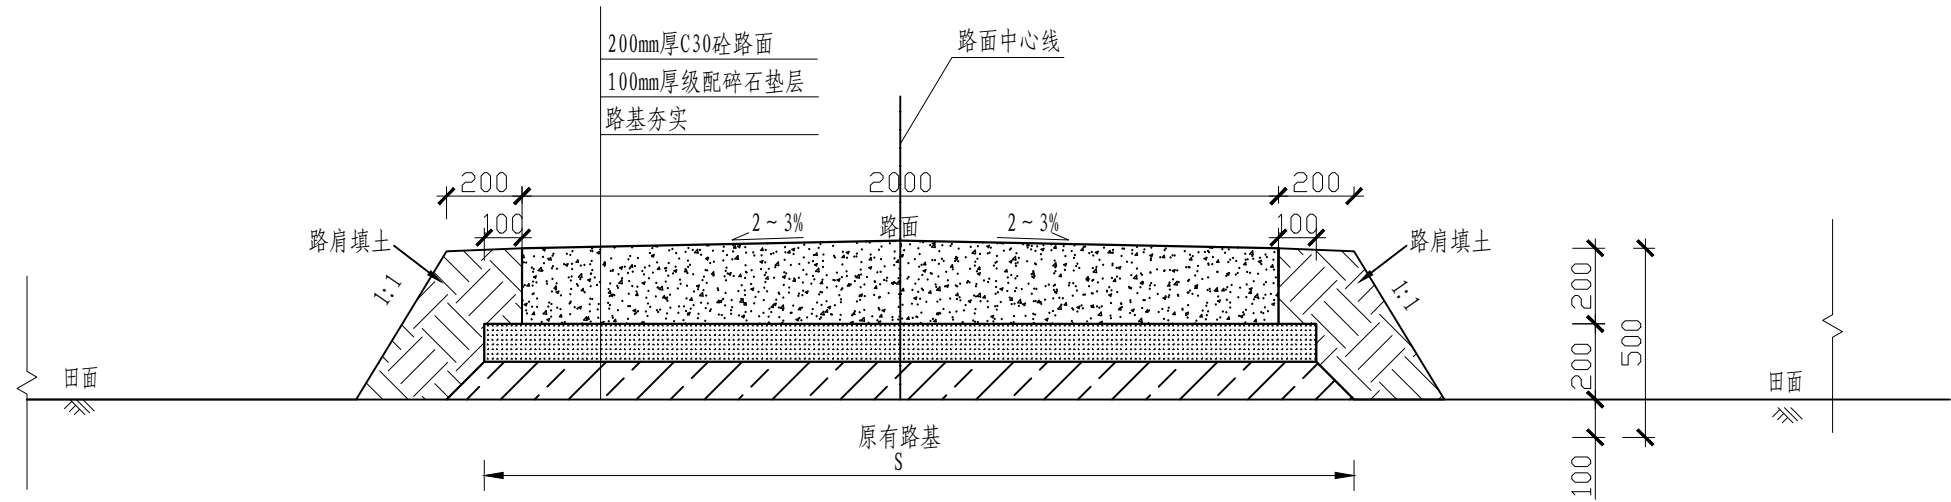 200mm厚C30砼路面
100mm厚级配碎石垫层
路基夯实
路面中心线
200
2000
200
100
2~3%
路面
2~3%
100
路肩填土
路肩填土
1:1
1:1
200
200
500
100
田面
田面
原有路基
S